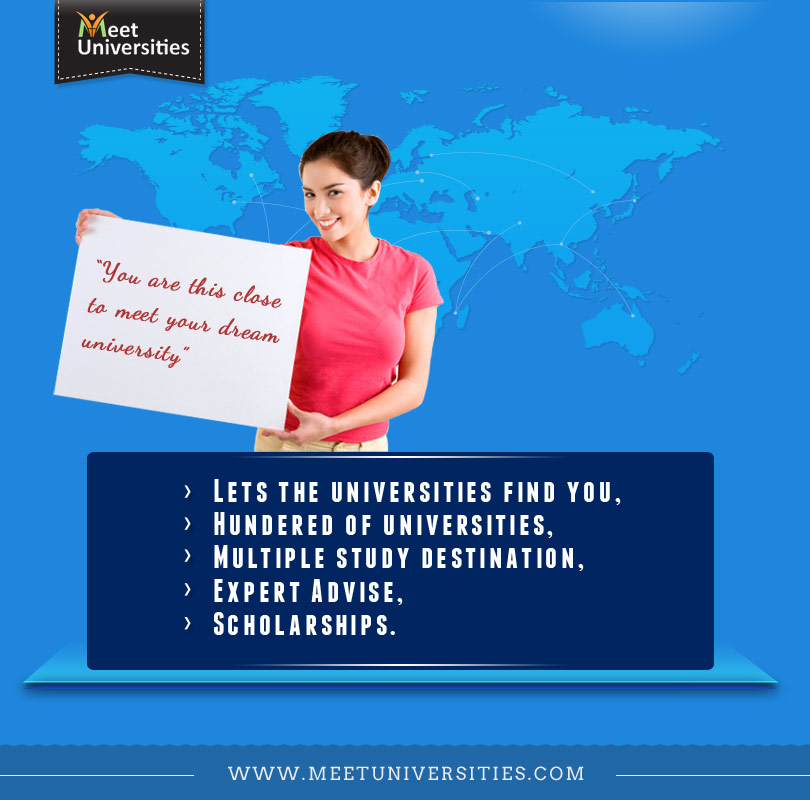 Meet
Universities
"You are this close
to meet your dream
university"
› Lets the universities find you,
› Hundered of universities,
› Multiple study destination,
› Expert Advise,
› Scholarships.
WWW.MEETUNIVERSITIES.COM